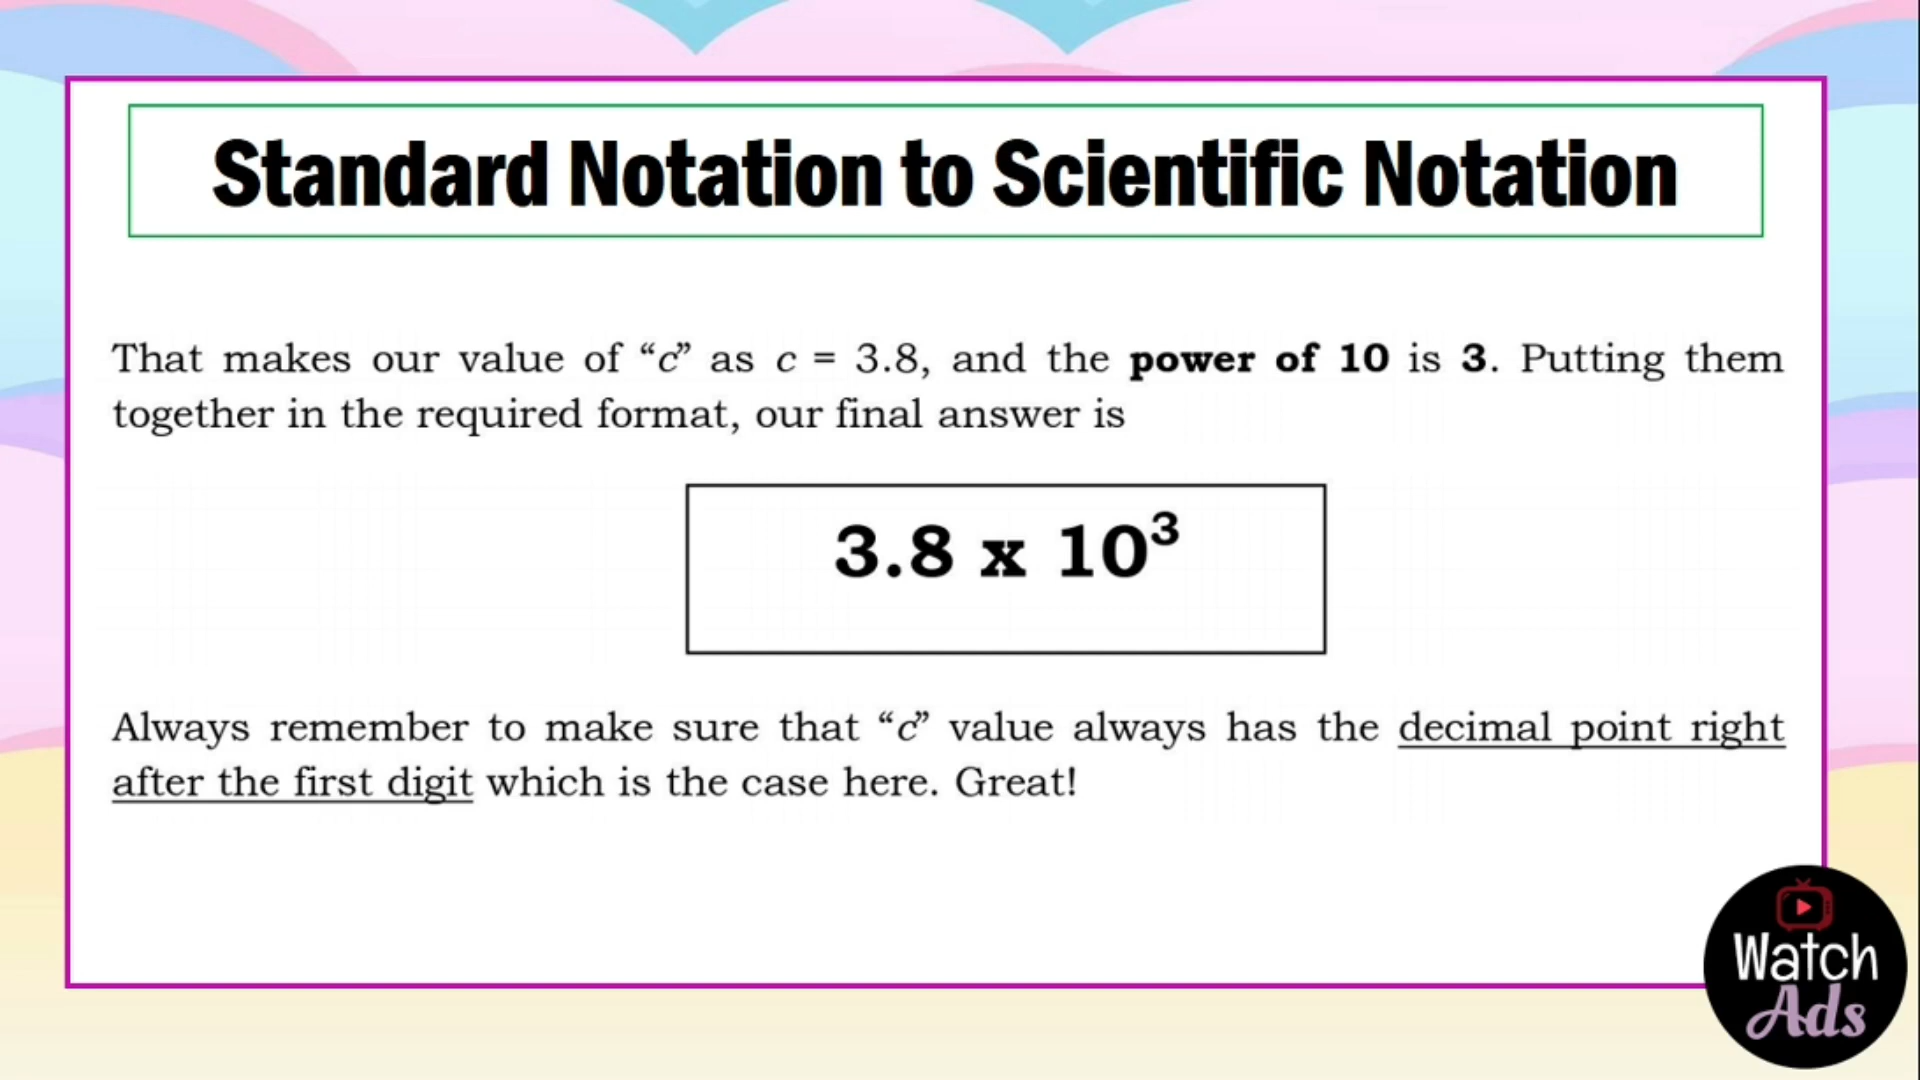 Standard Notation to Scientific Notation
That makes our value of “c” as c = 3.8, and the power of 10 is 3. Putting them
together in the required format, our final answer is
3.8 x 10³
Always remember to make sure that “c” value always has the decimal point right
after the first digit which is the case here. Great!
Watch
Ads